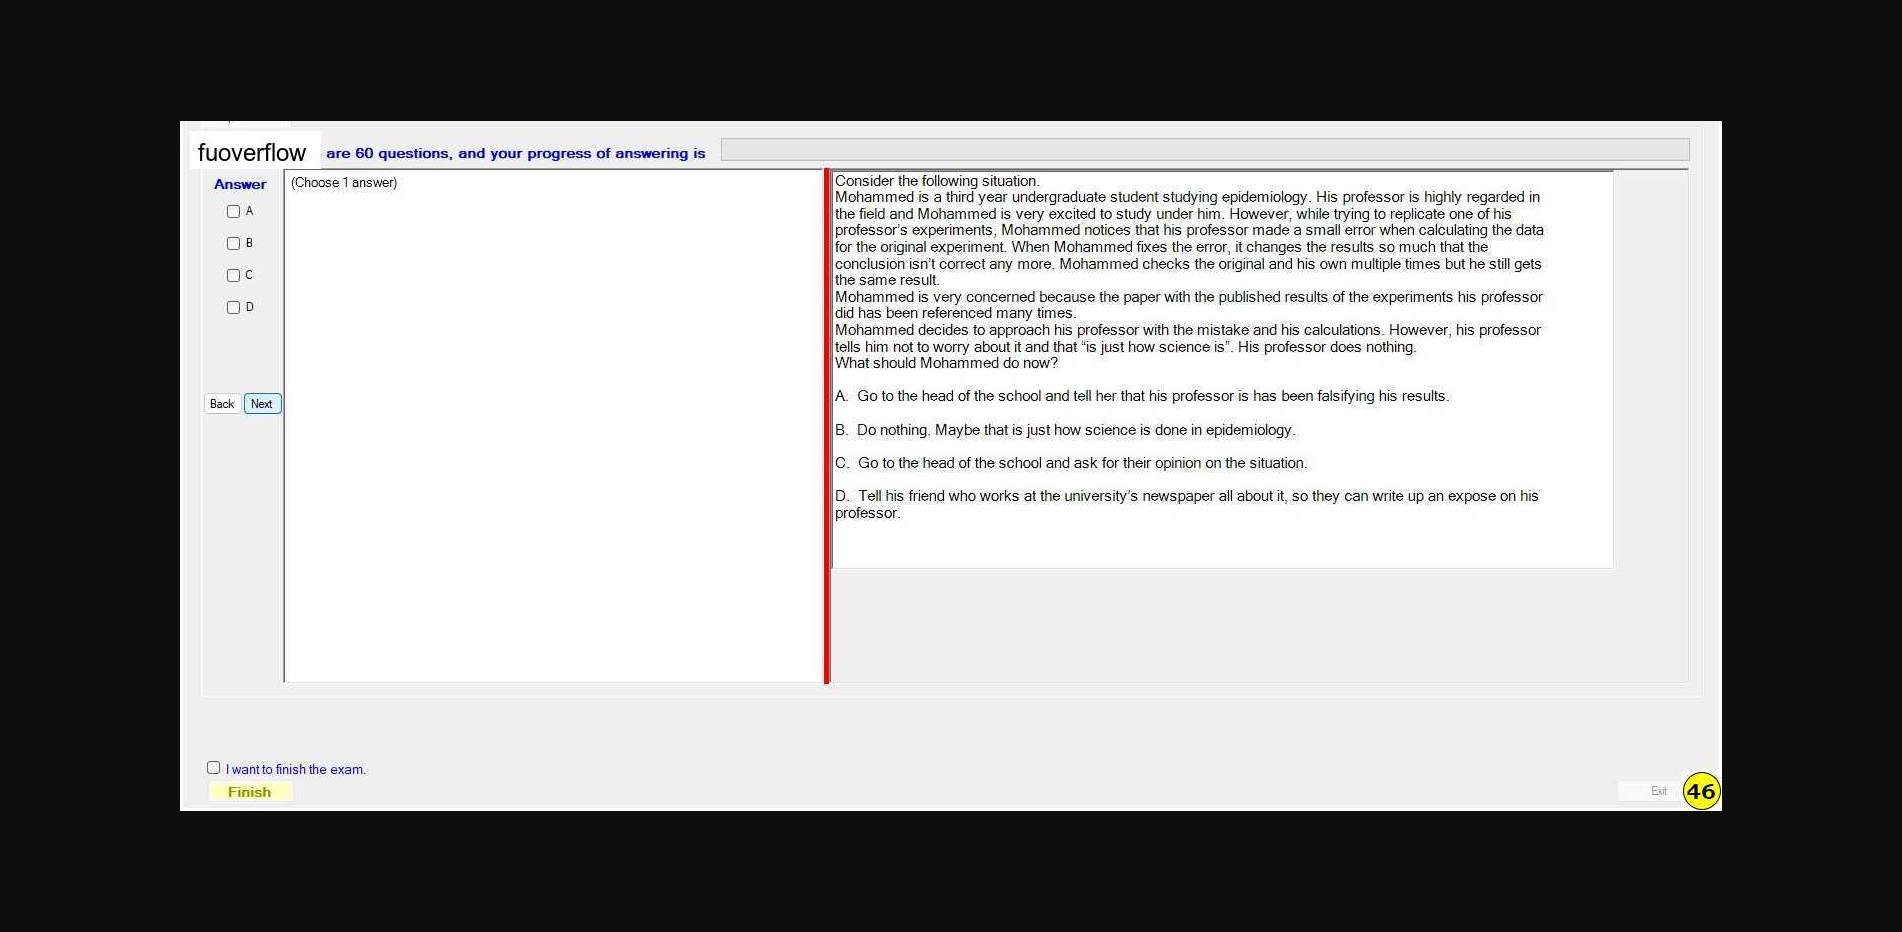 fuoverflow are 60 questions, and your progress of answering is
Answer
(Choose 1 answer)
A
B
C
D
Back Next
Consider the following situation.
Mohammed is a third year undergraduate student studying epidemiology. His professor is highly regarded in
the field and Mohammed is very excited to study under him. However, while trying to replicate one of his
professor's experiments, Mohammed notices that his professor made a small error when calculating the data
for the original experiment. When Mohammed fixes the error, it changes the results so much that the
conclusion isn't correct any more. Mohammed checks the original and his own multiple times but he still gets
the same result.
Mohammed is very concerned because the paper with the published results of the experiments his professor
did has been referenced many times.
Mohammed decides to approach his professor with the mistake and his calculations. However, his professor
tells him not to worry about it and that “is just how science is”. His professor does nothing.
What should Mohammed do now?
A. Go to the head of the school and tell her that his professor is has been falsifying his results.
B. Do nothing. Maybe that is just how science is done in epidemiology.
C. Go to the head of the school and ask for their opinion on the situation.
D. Tell his friend who works at the university's newspaper all about it, so they can write up an expose on his
professor.
I want to finish the exam.
Finish
Exit
46